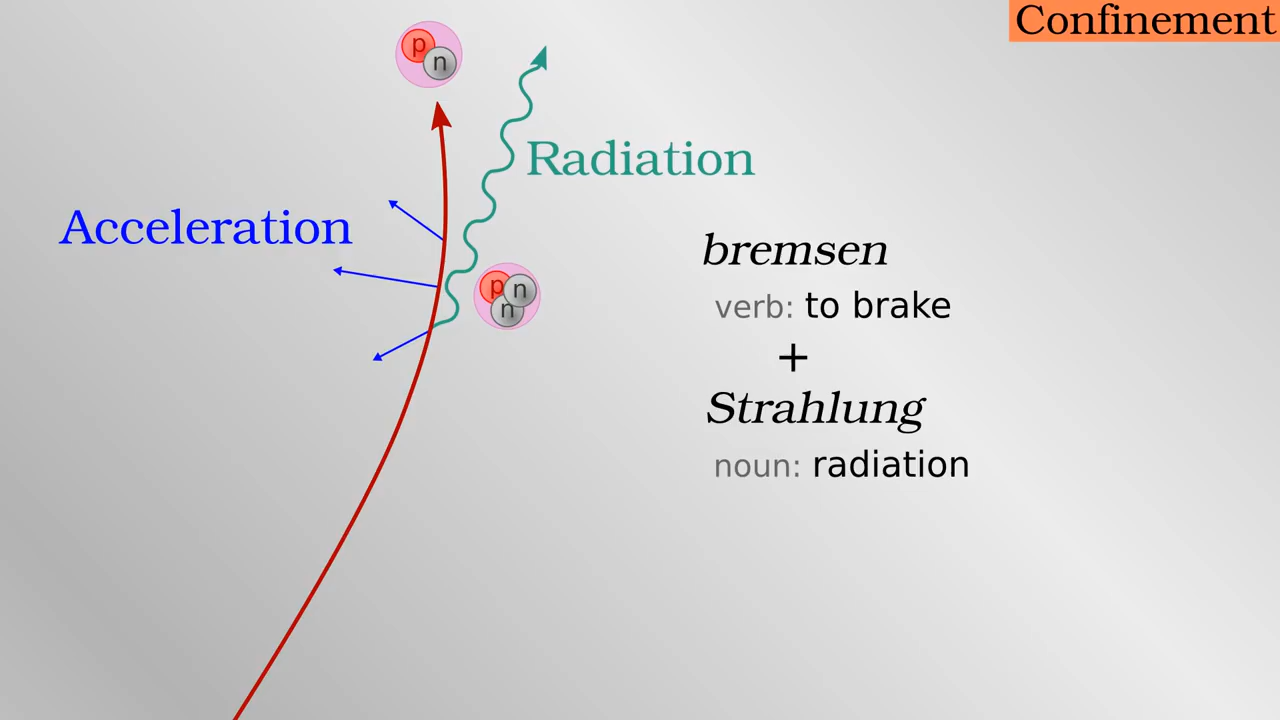 Confinement
p
n
Radiation
Acceleration
bremsen
verb: to brake
p
n
n
+
Strahlung
noun: radiation